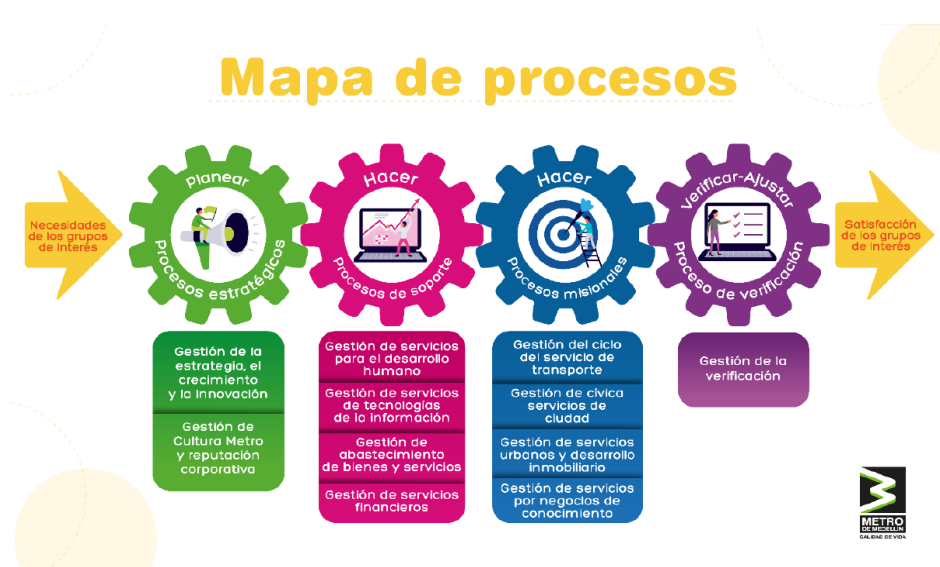 Mapa de procesos
Necesidades
de los grupos
de interés
Planear
Procesos estratégicos
Hacer
Procesos de soporte
Hacer
Procesos misionales
Verificar-Ajustar
Proceso de verificación
Satisfacción
de los grupos
de interés
Gestión de la
estrategia, el
crecimiento
y la innovación
Gestión de
Cultura Metro
y reputación
corporativa
Gestión de servicios
para el desarrollo
humano
Gestión de servicios
de tecnologías
de la información
Gestión de
abastecimiento
de bienes y servicios
Gestión de servicios
financieros
Gestión del ciclo
del servicio de
transporte
Gestión de cívica
servicios de
ciudad
Gestión de servicios
urbanos y desarrollo
inmobiliario
Gestión de servicios
por negocios de
conocimiento
Gestión de la
verificación
METRO
DE MEDELLÍN
CALIDAD DE VIDA